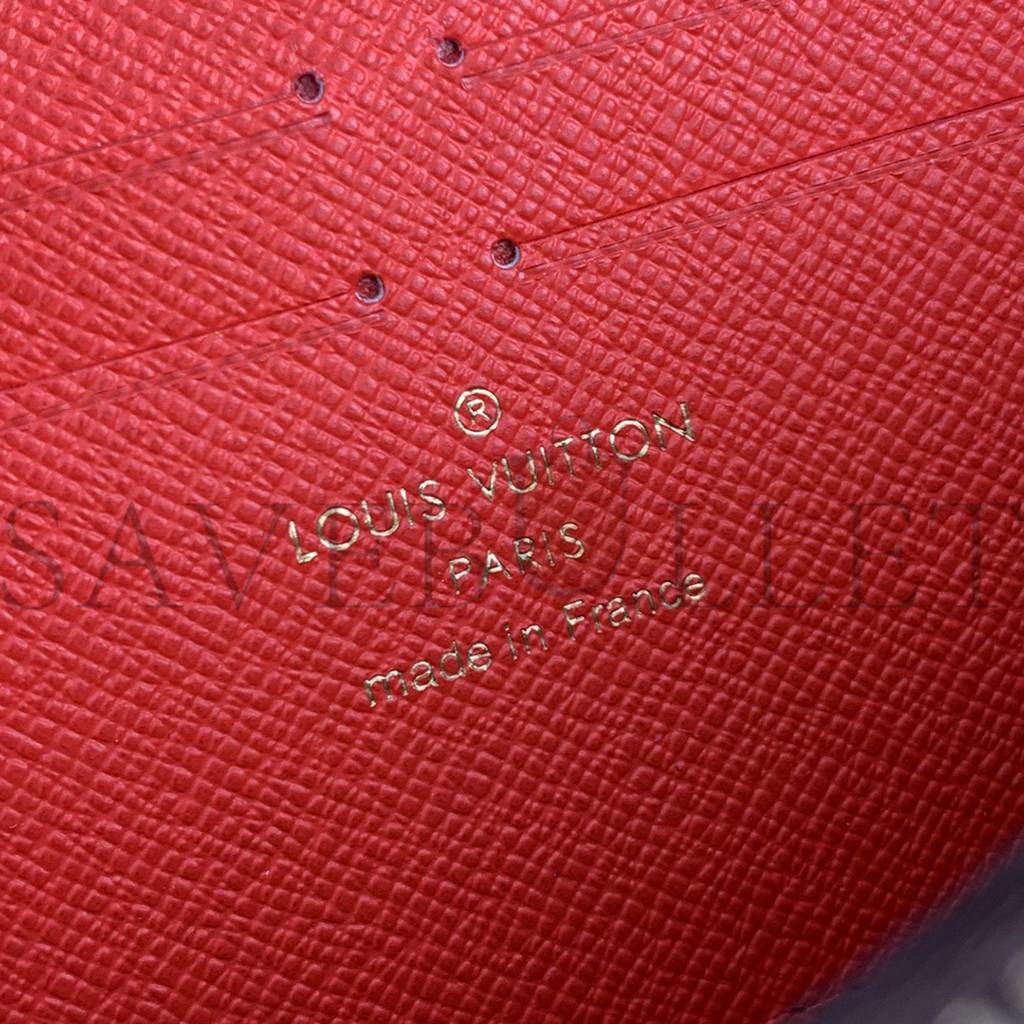 ®
LOUIS VUITTON
PARIS
made in France
SAVEBULLET